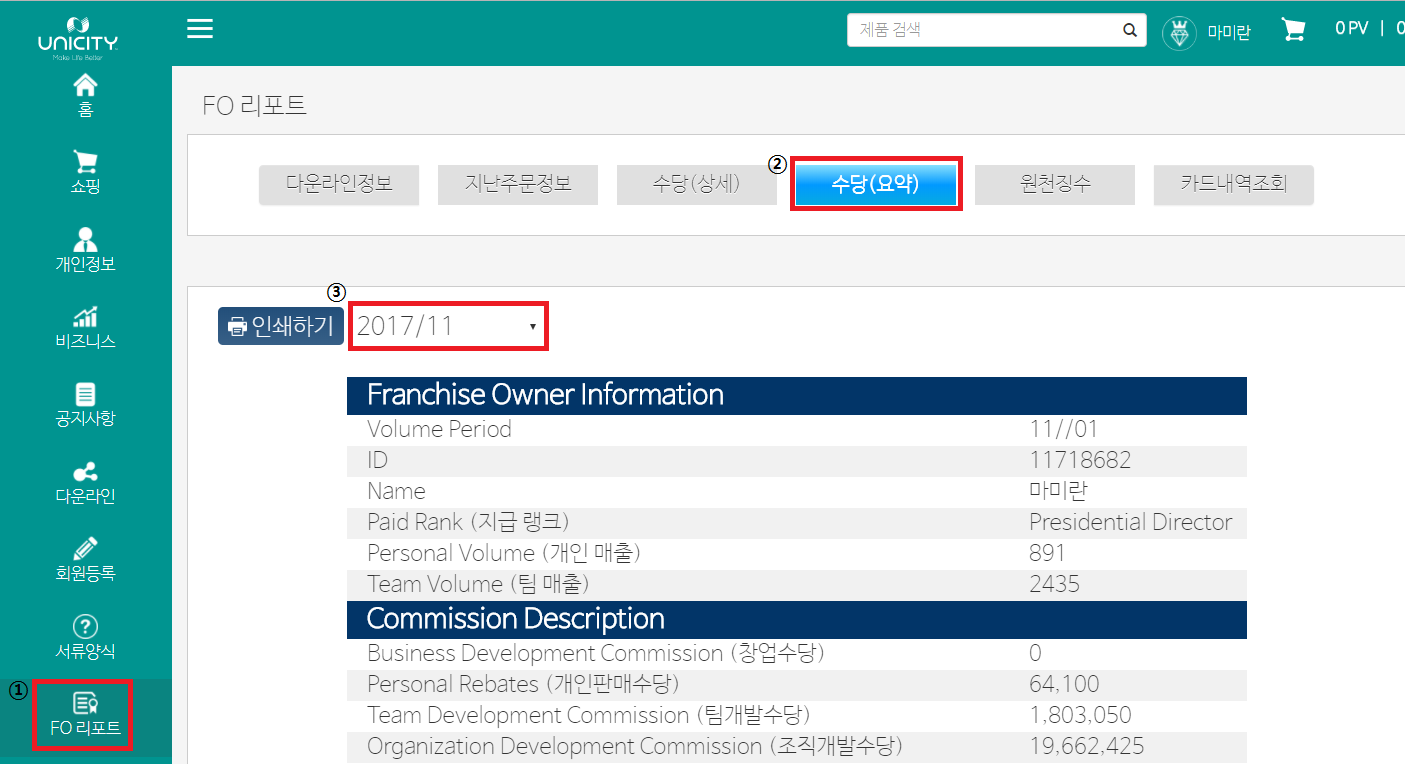 UNICITY
Make Life Better
제품 검색
마미란
0 PV | 0
홈
쇼핑
개인정보
비즈니스
공지사항
다운라인
회원등록
서류양식
①
FO 리포트
FO 리포트
다운라인정보 지난주문정보 수당(상세) ② 수당(요약) 원천징수 카드내역조회
③
인쇄하기 2017/11
Franchise Owner Information
Volume Period 11//01
ID 11718682
Name 마미란
Paid Rank (지급 랭크) Presidential Director
Personal Volume (개인 매출) 891
Team Volume (팀 매출) 2435
Commission Description
Business Development Commission (창업수당) 0
Personal Rebates (개인판매수당) 64,100
Team Development Commission (팀개발수당) 1,803,050
Organization Development Commission (조직개발수당) 19,662,425